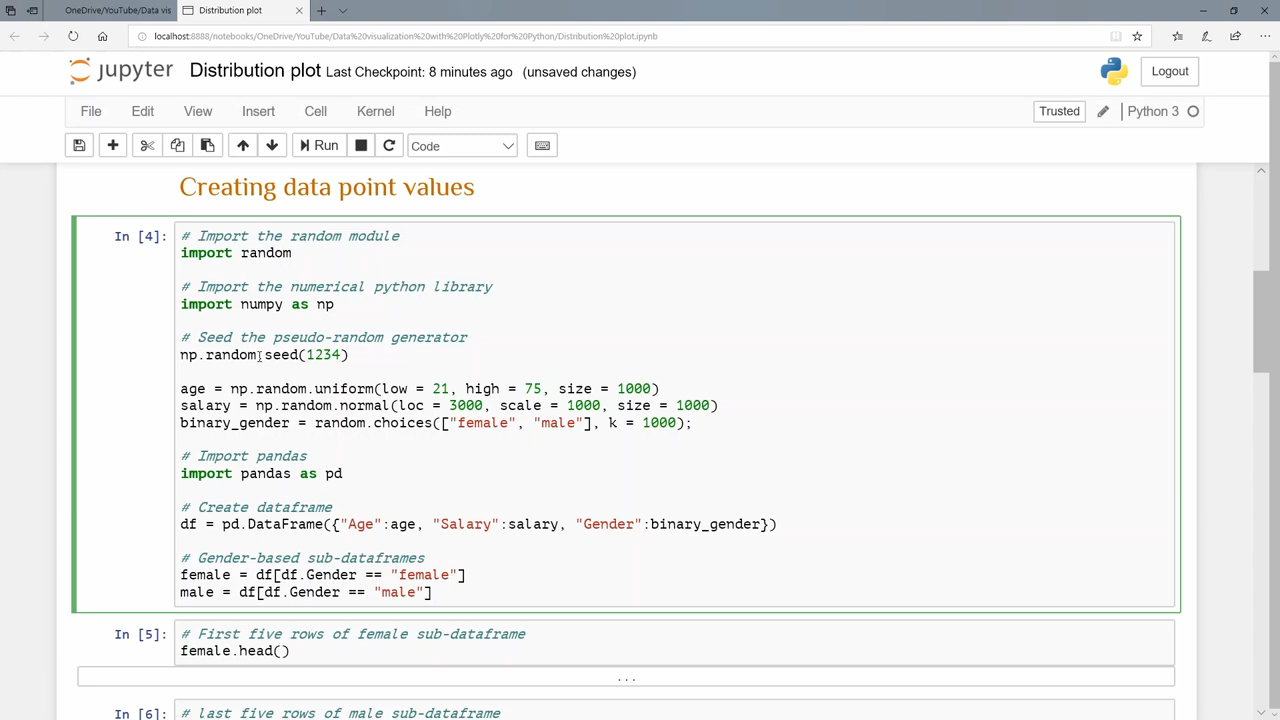 OneDrive/YouTube/Data vis
Distribution plot
localhost:8888/notebooks/OneDrive/YouTube/Data%20visualization%20with%20Plotly%20for%20Python/Distribution%20plot.ipynb
jupyter Distribution plot Last Checkpoint: 8 minutes ago (unsaved changes)
Logout
File Edit View Insert Cell Kernel Help
Trusted
Python 3
Run
Code
Creating data point values
In [4]:
# Import the random module
import random
# Import the numerical python library
import numpy as np
# Seed the pseudo-random generator
np.random.seed(1234)
age = np.random.uniform(low = 21, high = 75, size = 1000)
salary = np.random.normal(loc = 3000, scale = 1000, size = 1000)
binary_gender = random.choices(["female", "male"], k = 1000);
# Import pandas
import pandas as pd
# Create dataframe
df = pd.DataFrame({"Age":age, "Salary":salary, "Gender":binary_gender})
# Gender-based sub-dataframes
female = df[df.Gender == "female"]
male = df[df.Gender == "male"]
In [5]:
# First five rows of female sub-dataframe
female.head()
...
In [6]:
# last five rows of male sub-dataframe